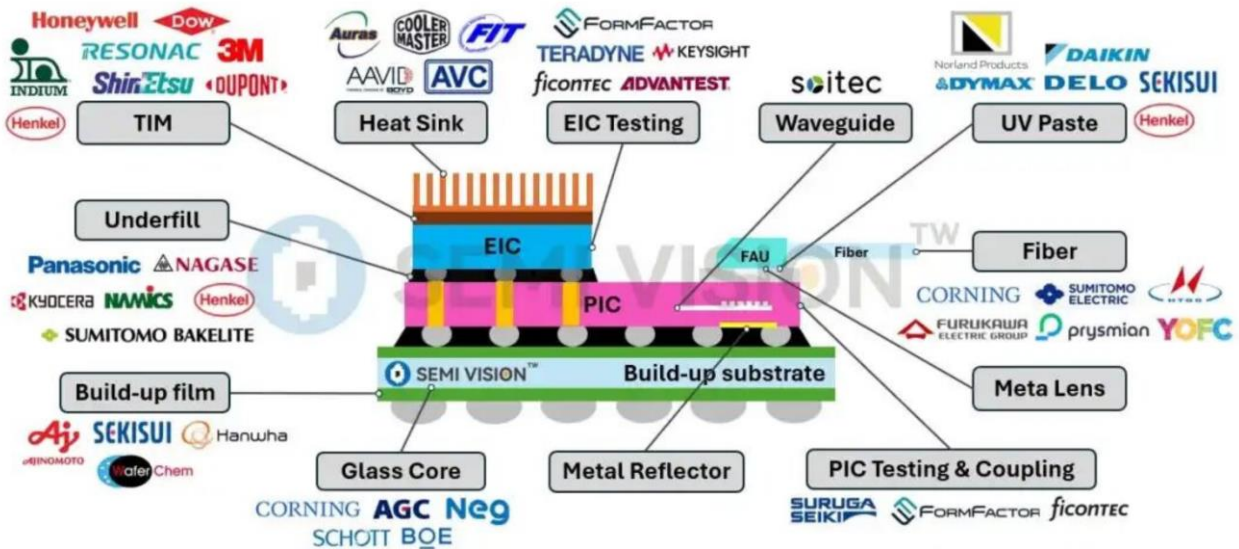 Honeywell
Dow
INDIUM
RESONAC
3M
ShinEtsu
DUPONT
Henkel
TIM
Auras
COOLER MASTER
FIT
AAVID
BOYD
AVC
Heat Sink
FORMFACTOR
TERADYNE
KEYSIGHT
ficonTEC
ADVANTEST
EIC Testing
soitec
Waveguide
Norland Products
DAIKIN
DYMAX
DELO
SEKISUI
UV Paste
Henkel
Underfill
Panasonic
NAGASE
KYOCERA
NAMICS
Henkel
SUMITOMO BAKELITE
EIC
PIC
FAU
Fiber
SEMI VISION TW
Fiber
CORNING
SUMITOMO ELECTRIC
FURUKAWA ELECTRIC GROUP
prysmian
YOFC
SEMI VISION TW
Build-up substrate
Build-up film
AJINOMOTO
SEKISUI
Hanwha
WaferChem
Meta Lens
Glass Core
CORNING
AGC
Neg
SCHOTT
BOE
Metal Reflector
PIC Testing & Coupling
SURUGA SEIKI
FORMFACTOR
ficonTEC